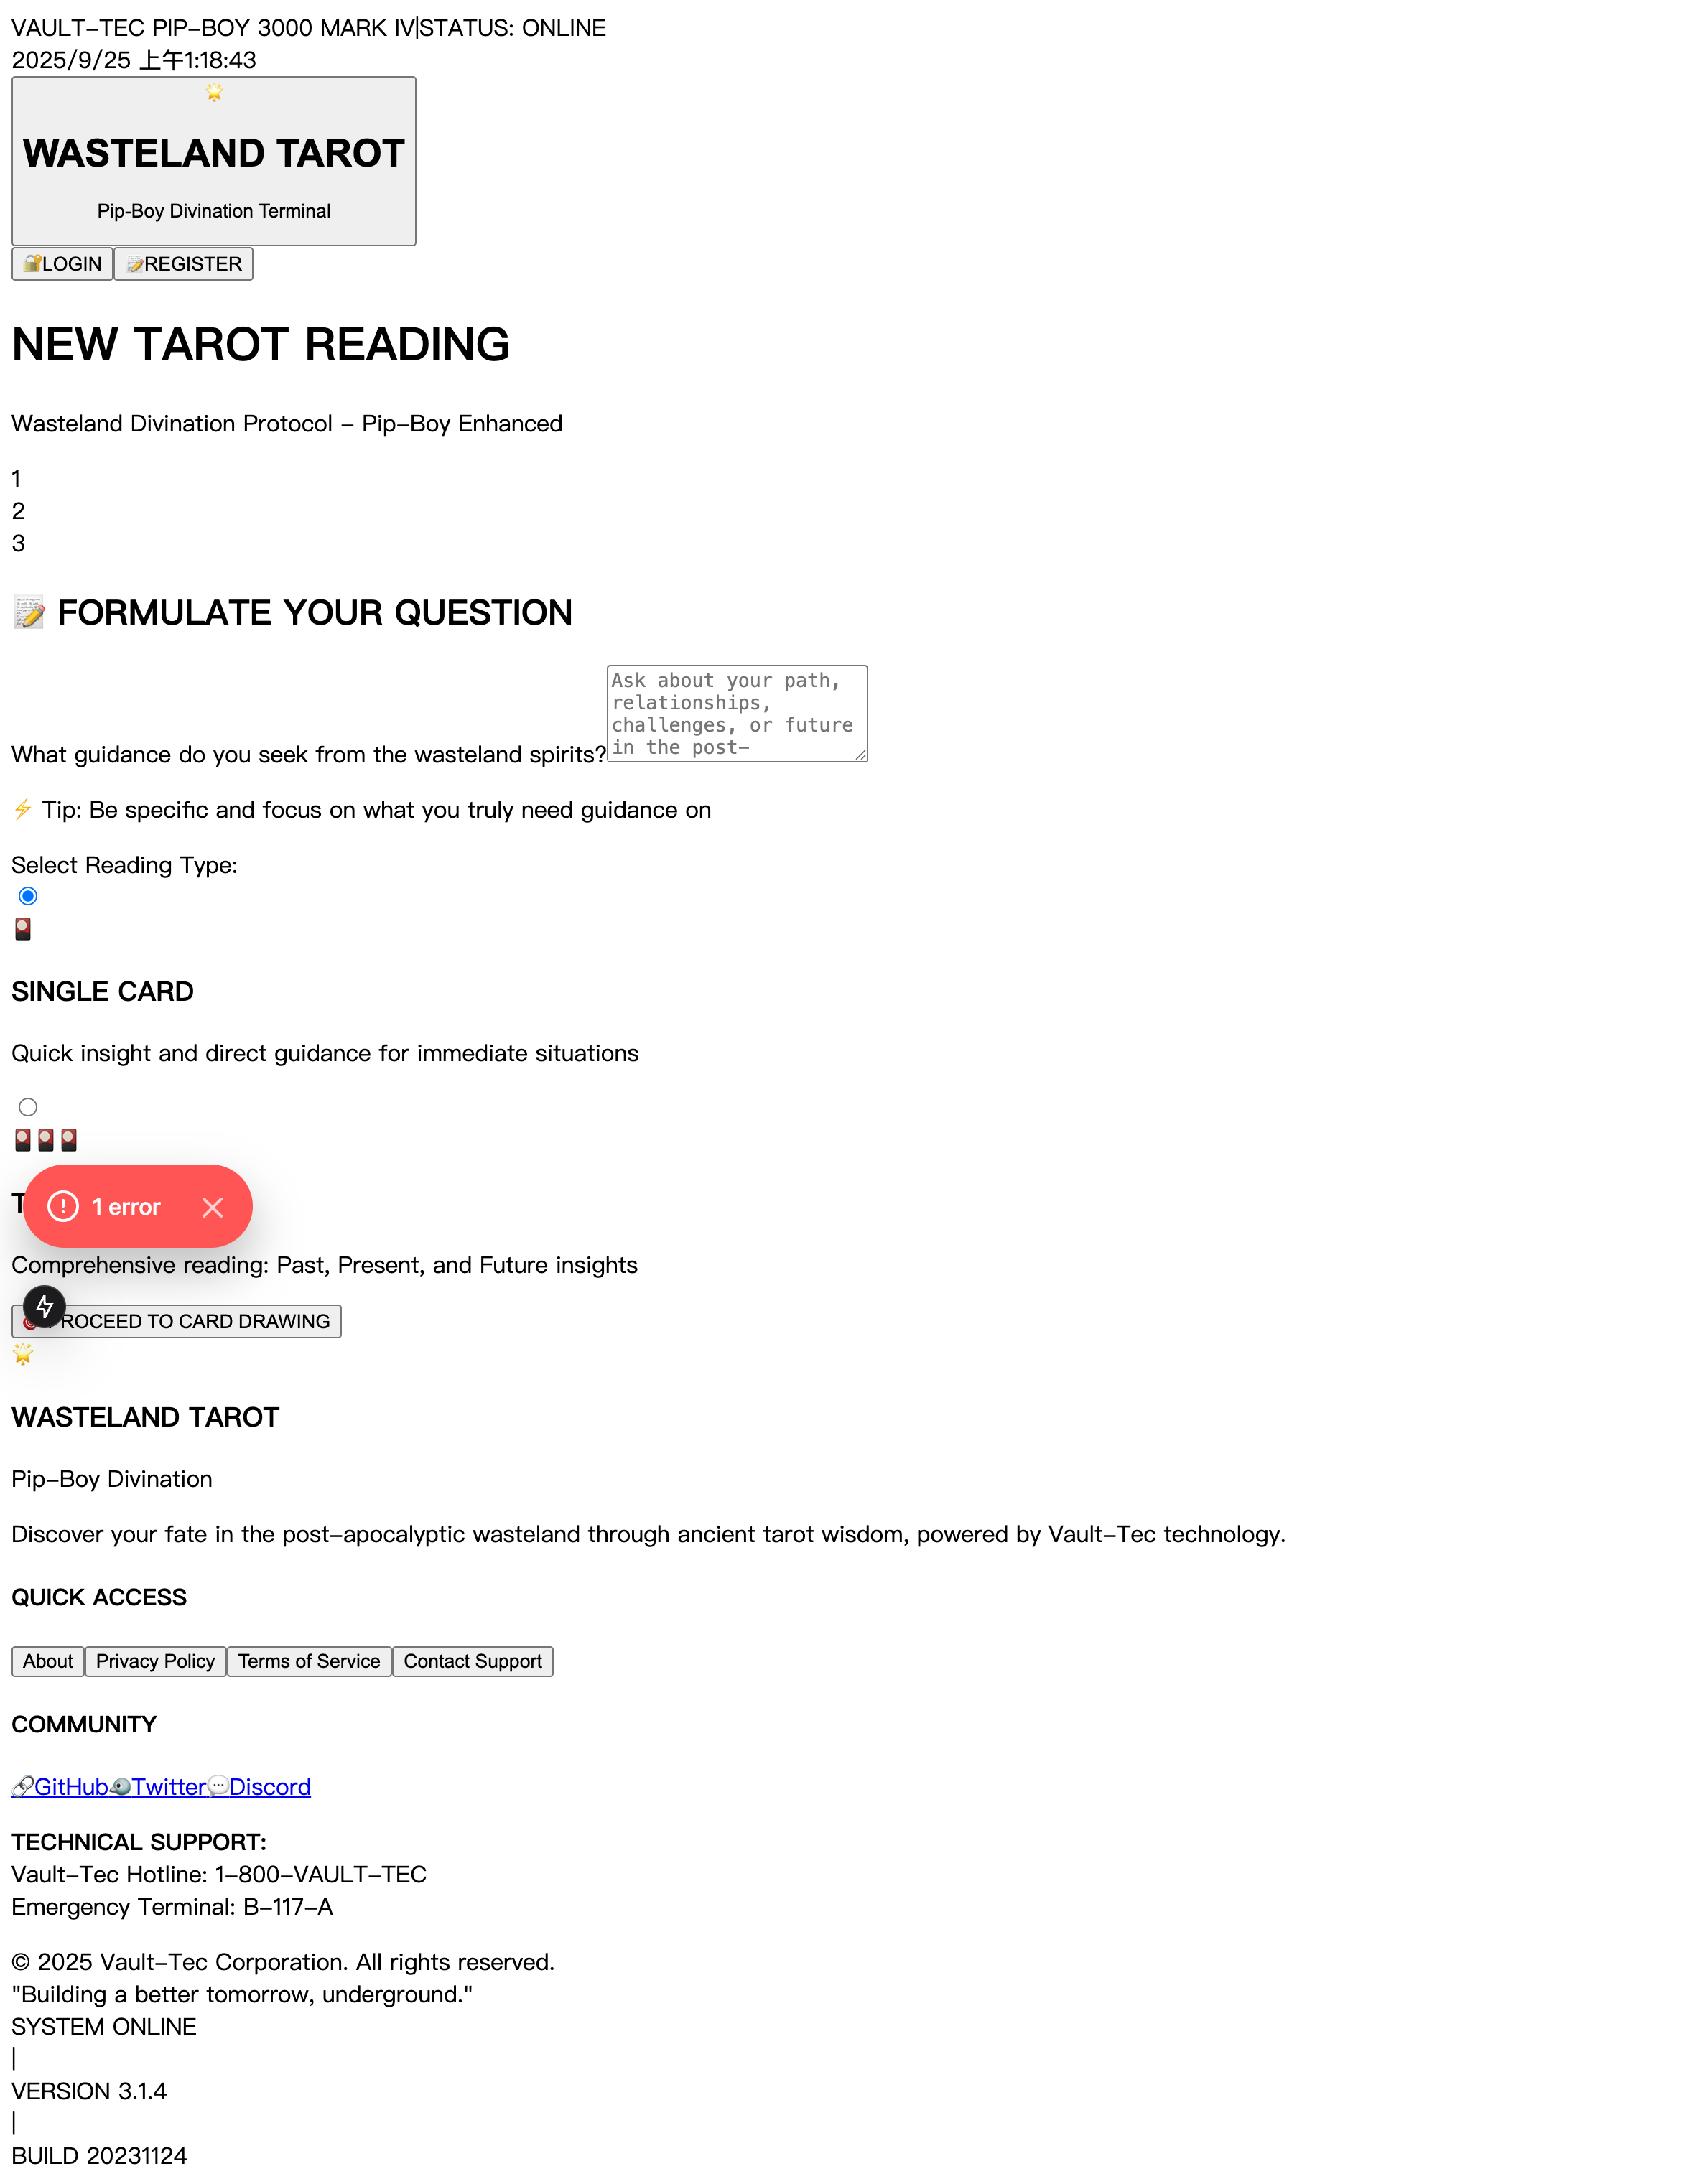 VAULT-TEC PIP-BOY 3000 MARK IV|STATUS: ONLINE
2025/9/25 上午1:18:43
🌟
WASTELAND TAROT
Pip-Boy Divination Terminal
🔐LOGIN 📝REGISTER
NEW TAROT READING
Wasteland Divination Protocol - Pip-Boy Enhanced
1
2
3
📝 FORMULATE YOUR QUESTION
What guidance do you seek from the wasteland spirits?
Ask about your path,
relationships,
challenges, or future
in the post-
⚡ Tip: Be specific and focus on what you truly need guidance on
Select Reading Type:
🎴
SINGLE CARD
Quick insight and direct guidance for immediate situations
🎴🎴🎴
T
1 error
Comprehensive reading: Past, Present, and Future insights
ROCEED TO CARD DRAWING
🌟
WASTELAND TAROT
Pip-Boy Divination
Discover your fate in the post-apocalyptic wasteland through ancient tarot wisdom, powered by Vault-Tec technology.
QUICK ACCESS
About Privacy Policy Terms of Service Contact Support
COMMUNITY
🔗GitHub🐦Twitter💬Discord
TECHNICAL SUPPORT:
Vault-Tec Hotline: 1-800-VAULT-TEC
Emergency Terminal: B-117-A
© 2025 Vault-Tec Corporation. All rights reserved.
"Building a better tomorrow, underground."
SYSTEM ONLINE
|
VERSION 3.1.4
|
BUILD 20231124